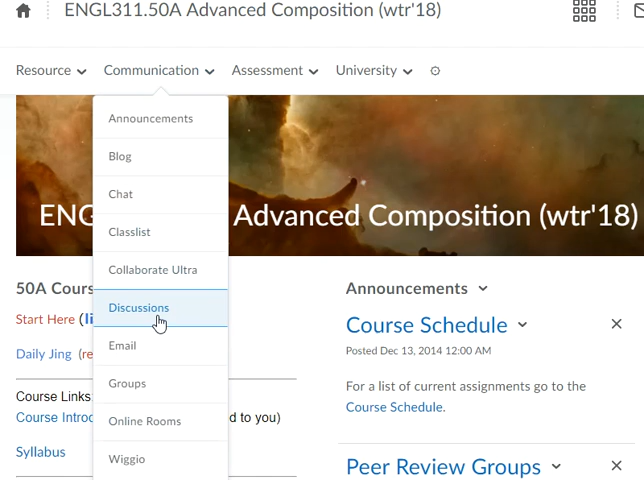 ENGL311.50A Advanced Composition (wtr'18)
Resource Communication Assessment University
Announcements
Blog
Chat
Classlist
Collaborate Ultra
Discussions
Email
Groups
Online Rooms
Wiggio
ENG Advanced Composition (wtr'18)
50A Cours
Start Here (li
Daily Jing (re
Course Links
Course Introd d to you)
Syllabus
Announcements
Course Schedule
Posted Dec 13, 2014 12:00 AM
For a list of current assignments go to the
Course Schedule.
Peer Review Groups